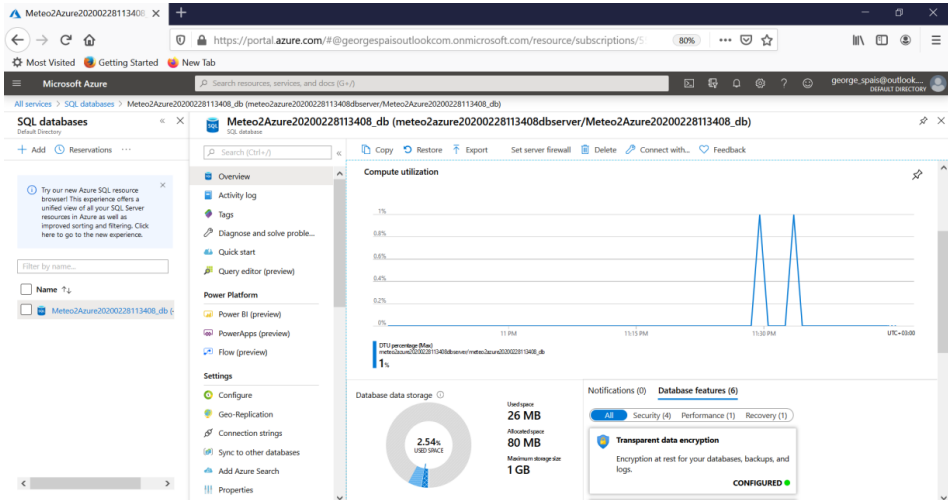 Meteo2Azure20200228113408
https://portal.azure.com/#@georgespaisoutlookcom.onmicrosoft.com/resource/subscriptions/
80%
Most Visited Getting Started New Tab
Microsoft Azure
Search resources, services, and docs (G+/)
george_spais@outlook....
DEFAULT DIRECTORY
All services > SQL databases > Meteo2Azure20200228113408_db (meteo2azure20200228113408dbserver/Meteo2Azure20200228113408_db)
SQL databases
Default Directory
Add Reservations ...
Try our new Azure SQL resource
browser! This experience offers a
unified view of all your SQL Server
resources in Azure as well as
improved sorting and filtering. Click
here to go to the new experience.
Filter by name...
Name ↑↓
Meteo2Azure20200228113408_db (
Meteo2Azure20200228113408_db (meteo2azure20200228113408dbserver/Meteo2Azure20200228113408_db)
SQL database
Search (Ctrl+/)
Overview
Activity log
Tags
Diagnose and solve proble...
Quick start
Query editor (preview)
Power Platform
Power BI (preview)
PowerApps (preview)
Flow (preview)
Settings
Configure
Geo-Replication
Connection strings
Sync to other databases
Add Azure Search
Properties
Copy Restore Export Set server firewall Delete Connect with... Feedback
Compute utilization
1%
0.8%
0.6%
0.4%
0.2%
0%
11 PM 11:15 PM 11:30 PM UTC+03:00
DTU percentage (Max)
meteo2azure20200228113408dbserver/meteo2azure20200228113408_db
1%
Database data storage
2.54%
USED SPACE
Used space
26 MB
Allocated space
80 MB
Maximum storage size
1 GB
Notifications (0) Database features (6)
All Security (4) Performance (1) Recovery (1)
Transparent data encryption
Encryption at rest for your databases, backups, and
logs.
CONFIGURED